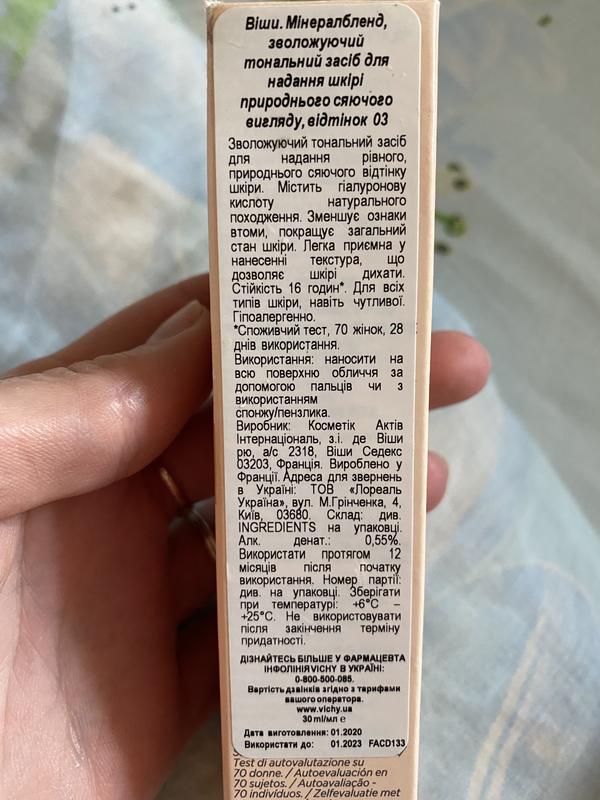 Віши. Мінералбленд,
зволожуючий
тональний засіб для
надання шкірі
природнього сяючого
вигляду, відтінок 03
Зволожуючий тональний засіб
для надання рівного,
природнього сяючого відтінку
шкіри. Містить гіалуронову
кислоту натурального
походження. Зменшує ознаки
втоми, покращує загальний
стан шкіри. Легка приємна у
нанесенні текстура, що
дозволяє шкірі дихати.
Стійкість 16 годин*. Для всіх
типів шкіри, навіть чутливої.
Гіпоалергенно.
*Споживчий тест, 70 жінок, 28
днів використання.
Використання: наносити на
всю поверхню обличчя за
допомогою пальців чи з
використанням
спонжу/пензлика.
Виробник: Косметік Актів
Інтернаціональ, з.і. де Віши
рю, а/с 2318, Віши Седекс
03203, Франція. Вироблено у
Франції. Адреса для звернень
в Україні: ТОВ «Лореаль
Україна», вул. М.Грінченка, 4,
Київ, 03680. Склад: див.
INGREDIENTS на упаковці.
Алк. денат.: 0,55%.
Використати протягом 12
місяців після початку
використання. Номер партії:
див. на упаковці. Зберігати
при температурі: +6°C –
+25°C. Не використовувати
після закінчення терміну
придатності.
ДІЗНАЙТЕСЬ БІЛЬШЕ У ФАРМАЦЕВТА
ІНФОЛІНІЯ VICHY В УКРАЇНІ:
0-800-500-085.
Вартість дзвінків згідно з тарифами
вашого оператора.
www.vichy.ua
30 ml/мл e
Дата виготовлення: 01.2020
Використати до: 01.2023 FACD133
Test di autovalutazione su
70 donne. / Autoevaluación en
70 sujetos. / Autoavaliação -
70 indivíduos. / Zelfevaluatie met